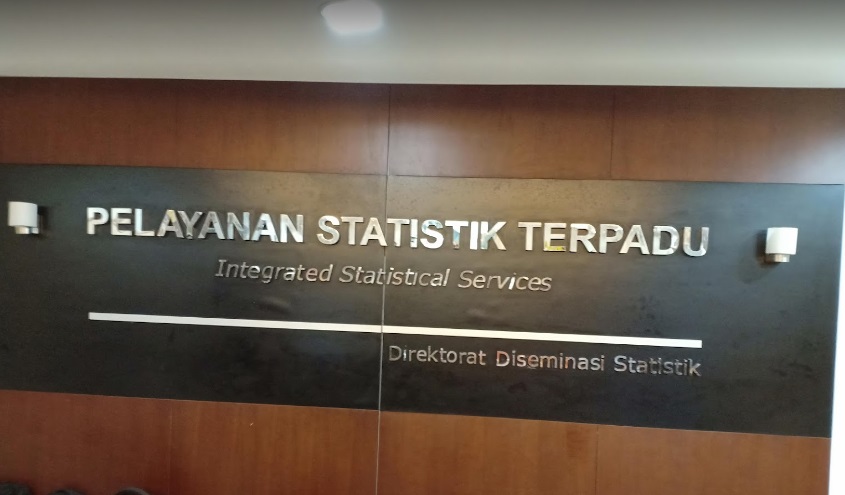 PELAYANAN STATISTIK TERPADU
Integrated Statistical Services
Direktorat Diseminasi Statistik